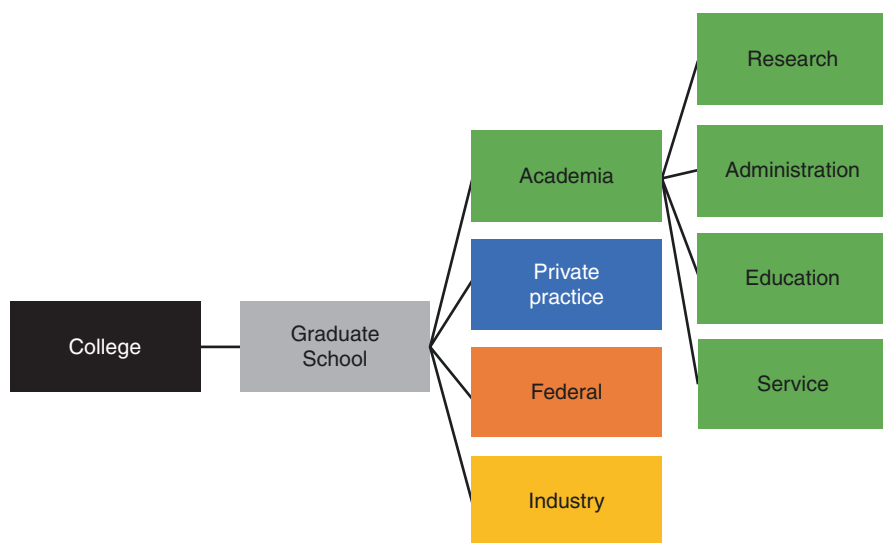 College
Graduate
School
Academia
Private
practice
Federal
Industry
Research
Administration
Education
Service